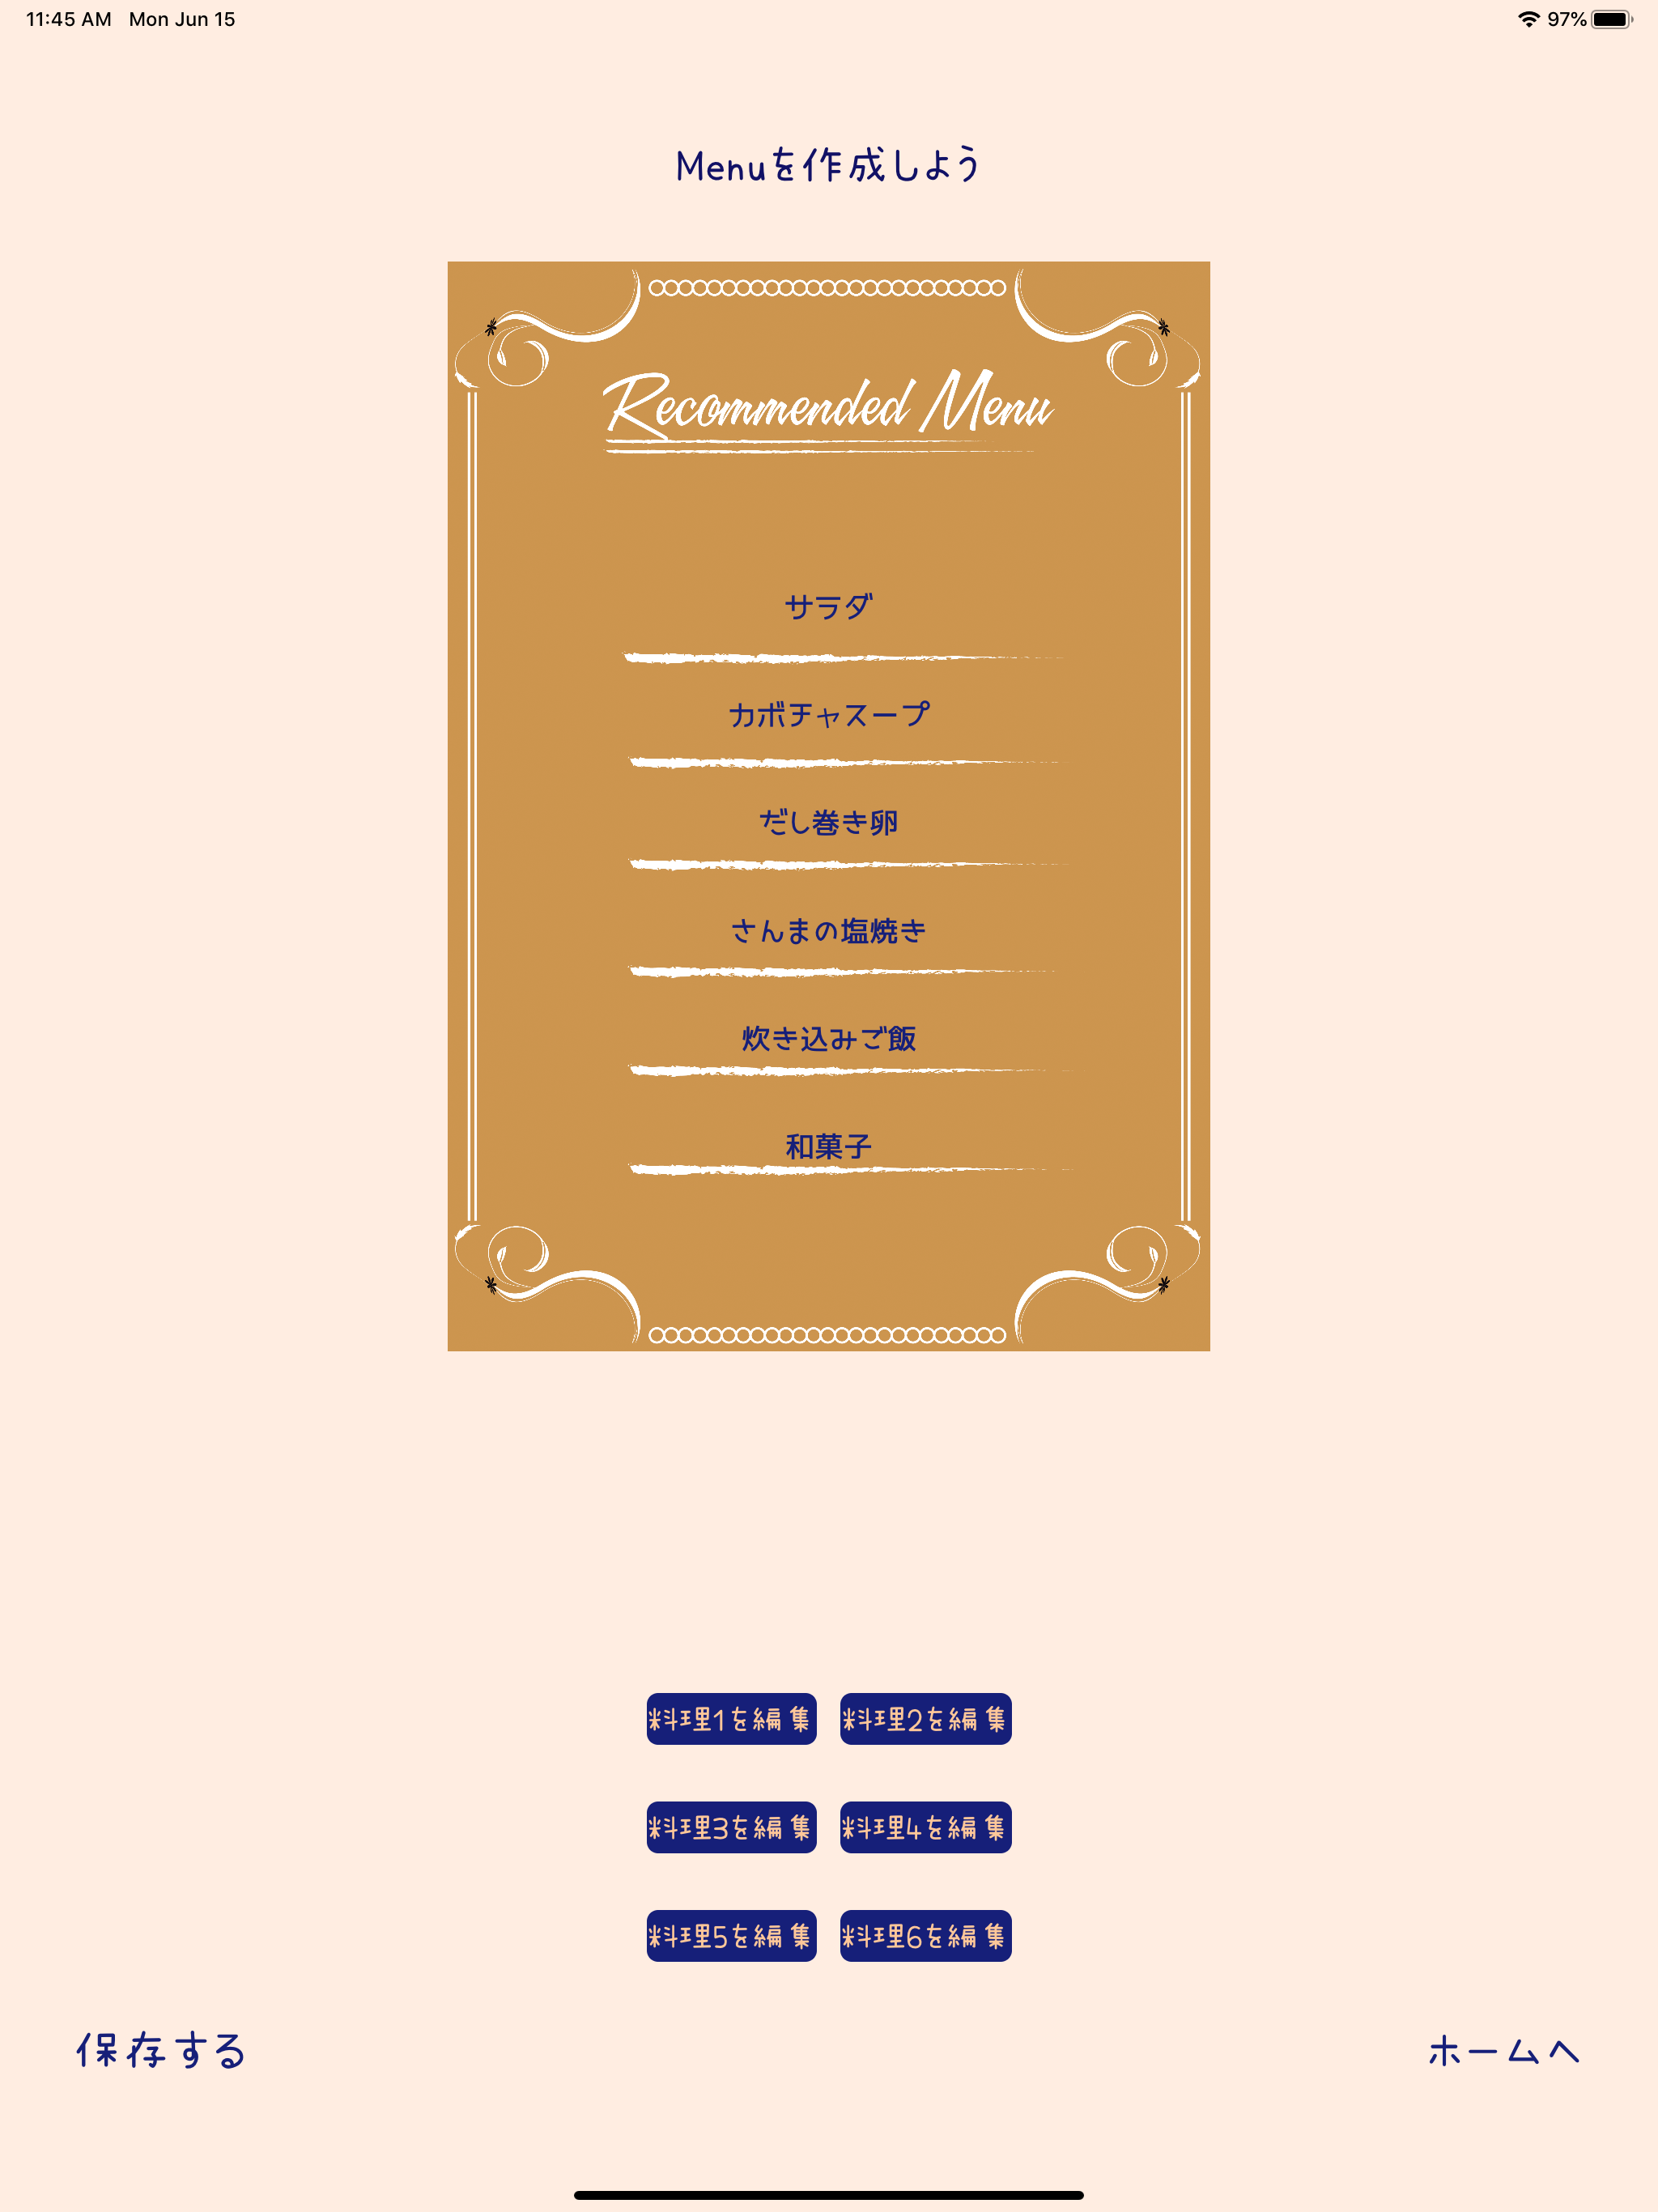 11:45 AM Mon Jun 15 97%
Menuを作成しよう
Recommended Menu
サラダ
カボチャスープ
だし巻き卵
さんまの塩焼き
炊き込みご飯
和菓子
料理1を編集 料理2を編集
料理3を編集 料理4を編集
料理5を編集 料理6を編集
保存する ホームへ